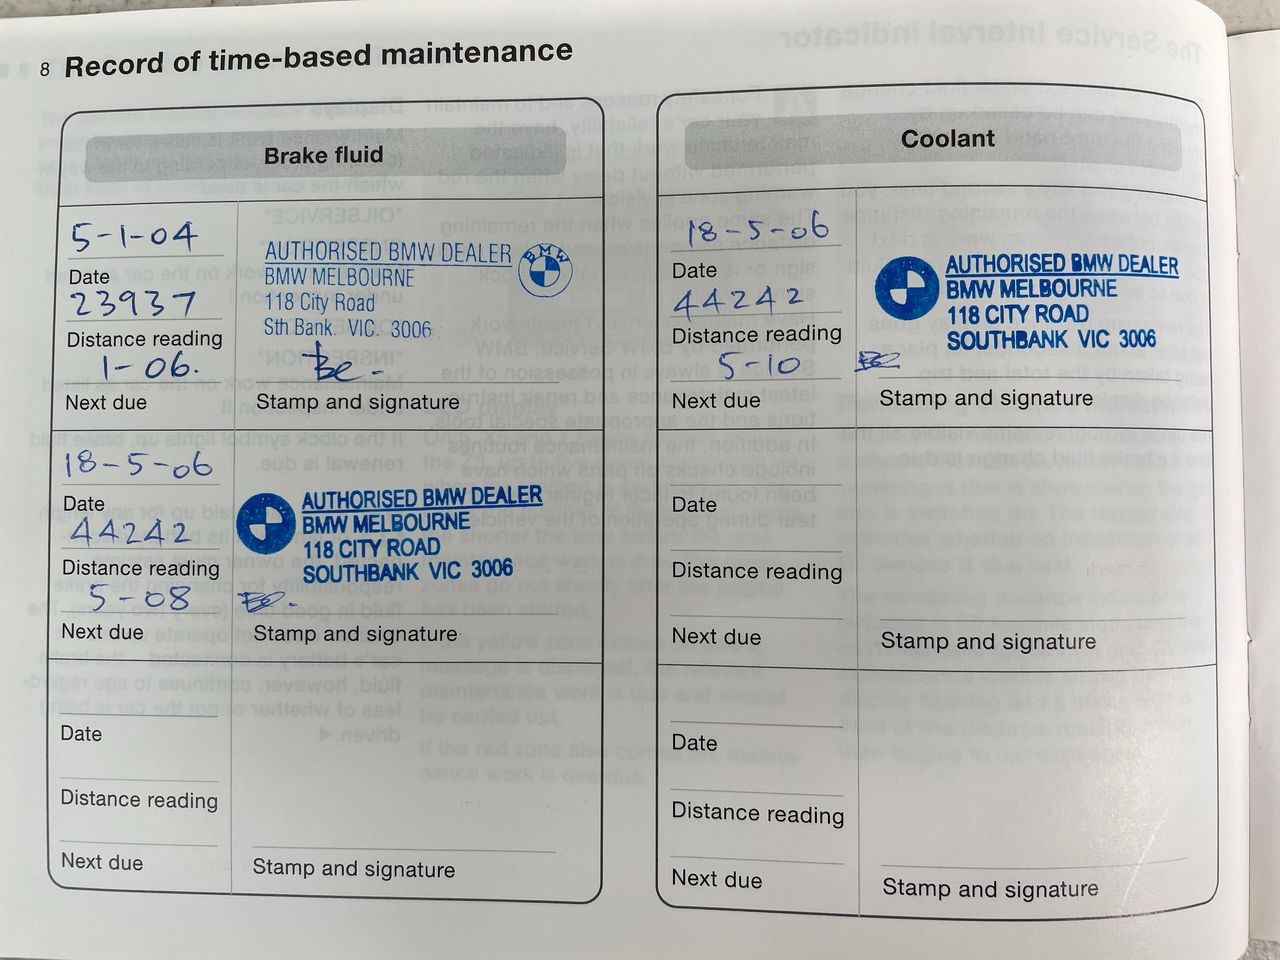 8 Record of time-based maintenance
Brake fluid
5-1-04
Date
23937
Distance reading
1-06.
Next due
AUTHORISED BMW DEALER
BMW MELBOURNE
118 City Road
Sth Bank. VIC. 3006
BMW
Stamp and signature
18-5-06
Date
44242
Distance reading
5-08
Next due
AUTHORISED BMW DEALER
BMW MELBOURNE
118 CITY ROAD
SOUTHBANK VIC 3006
Stamp and signature
Date
Distance reading
Next due
Stamp and signature
Coolant
18-5-06
Date
44242
Distance reading
5-10
Next due
AUTHORISED BMW DEALER
BMW MELBOURNE
118 CITY ROAD
SOUTHBANK VIC 3006
Stamp and signature
Date
Distance reading
Next due
Stamp and signature
Date
Distance reading
Next due
Stamp and signature